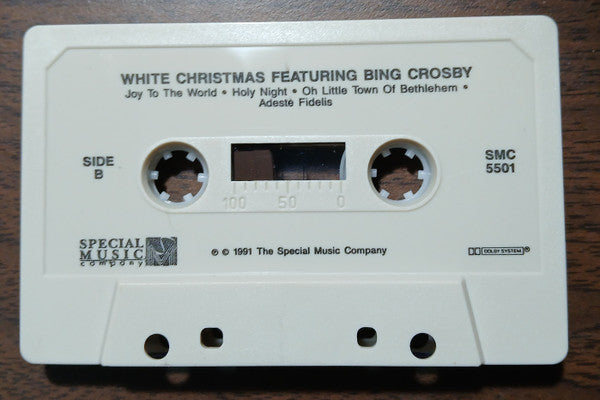 WHITE CHRISTMAS FEATURING BING CROSBY
Joy To The World • Holy Night • Oh Little Town Of Bethlehem •
Adesté Fidelis
SIDE
B
SMC
5501
100 50 0
SPECIAL
MUSIC
company
℗ © 1991 The Special Music Company
DOLBY SYSTEM ®